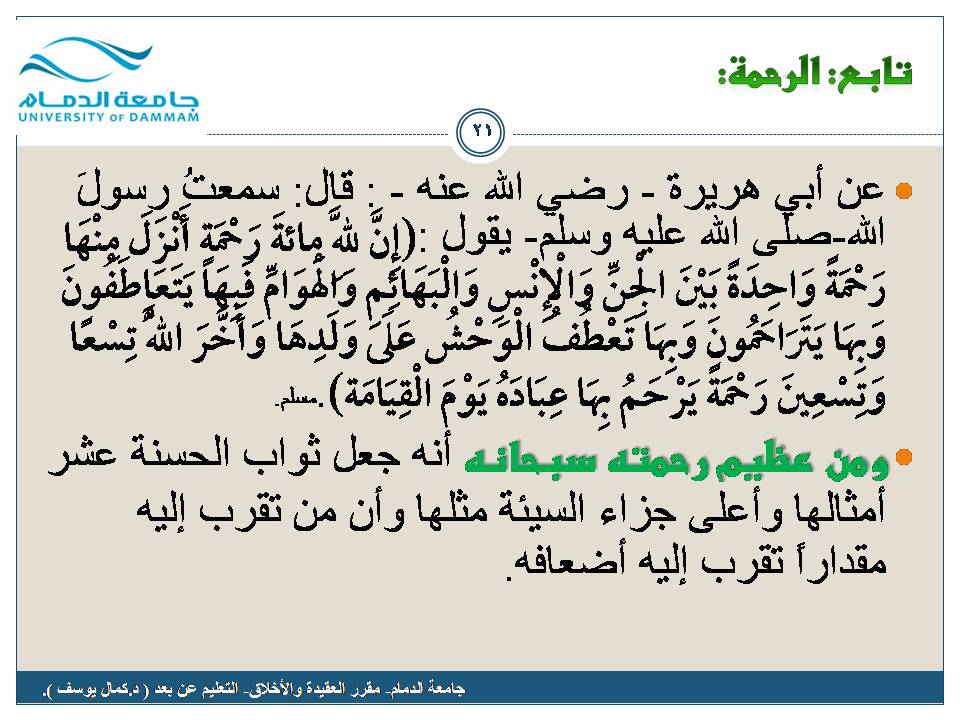 تابع: الرحمة:
جامعة الدمام
UNIVERSITY OF DAMMAM
٢١
عن أبي هريرة - رضي الله عنه - : قال: سمعتُ رسولَ
الله-صلى الله عليه وسلم- يقول :(إِنَّ لِلَّهِ مِائَةَ رَحْمَةٍ أَنْزَلَ مِنْهَا
رَحْمَةً وَاحِدَةً بَيْنَ الْجِنِّ وَالْإِنْسِ وَالْبَهَائِمِ وَالْهَوَامِّ فَبِهَا يَتَعَاطَفُونَ
وَبِهَا يَتَرَاحَمُونَ وَبِهَا تَعْطُفُ الْوَحْشُ عَلَى وَلَدِهَا وَأَخَّرَ اللَّهُ تِسْعًا
وَتِسْعِينَ رَحْمَةً يَرْحَمُ بِهَا عِبَادَهُ يَوْمَ الْقِيَامَةِ).مسلم.
ومن عظيم رحمته سبحانه أنه جعل ثواب الحسنة عشر
أمثالها وأعلى جزاء السيئة مثلها وأن من تقرب إليه
مقداراً تقرب إليه أضعافه.
جامعة الدمام- مقرر العقيدة والأخلاق- التعليم عن بعد ( د.كمال يوسف ).